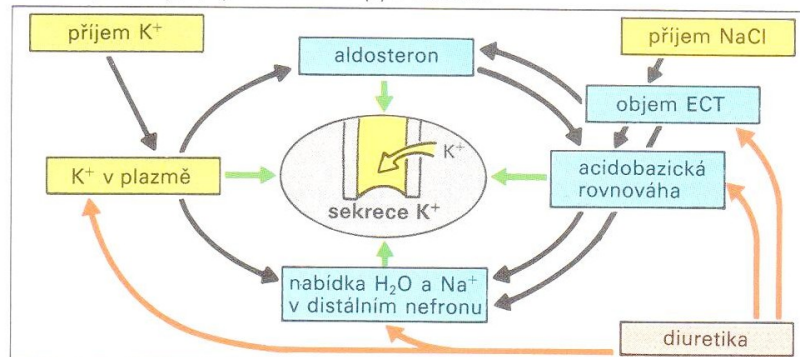 příjem K⁺
příjem NaCl
aldosteron
objem ECT
K⁺
K⁺ v plazmě
acidobazická
rovnováha
sekrece K⁺
nabídka H₂O a Na⁺
v distálním nefronu
diuretika